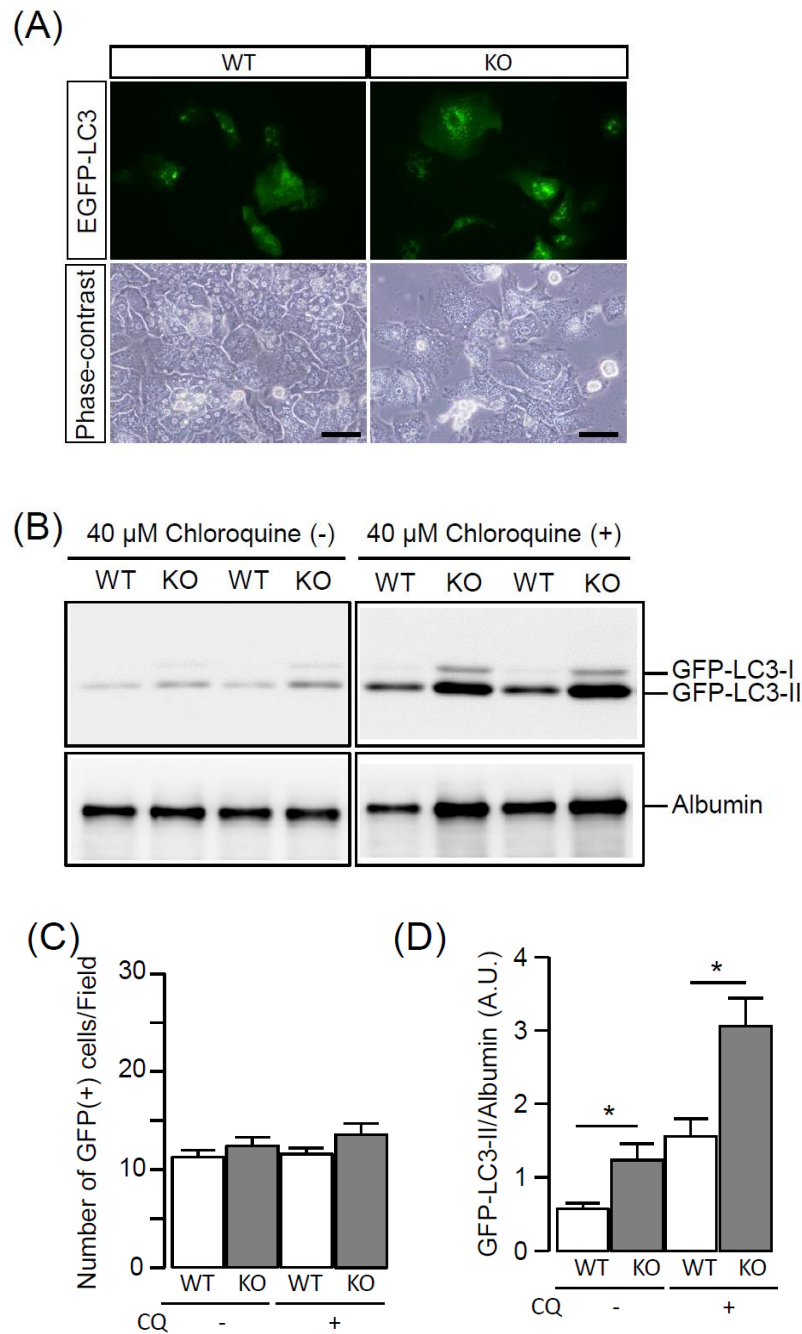 (A)
WT KO
EGFP-LC3
Phase-contrast
(B)
40 µM Chloroquine (-) 40 µM Chloroquine (+)
WT KO WT KO WT KO WT KO
GFP-LC3-I
GFP-LC3-II
Albumin
(C)
Number of GFP(+) cells/Field
30
20
10
0
WT KO WT KO
CQ - +
(D)
GFP-LC3-II/Albumin (A.U.)
4
3
2
1
0
* *
WT KO WT KO
CQ - +